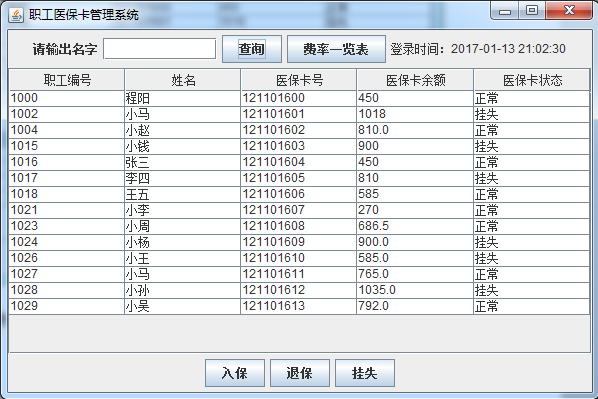 职工医保卡管理系统
请输出名字 查询 费率一览表 登录时间：2017-01-13 21:02:30
职工编号 姓名 医保卡号 医保卡余额 医保卡状态
1000 程阳 121101600 450 正常
1002 小马 121101601 1018 挂失
1004 小赵 121101602 810.0 正常
1015 小钱 121101603 900 挂失
1016 张三 121101604 450 正常
1017 李四 121101605 810 挂失
1018 王五 121101606 585 正常
1021 小李 121101607 270 正常
1023 小周 121101608 686.5 正常
1024 小杨 121101609 900.0 挂失
1026 小王 121101610 585.0 挂失
1027 小马 121101611 765.0 正常
1028 小孙 121101612 1035.0 挂失
1029 小吴 121101613 792.0 正常
入保 退保 挂失